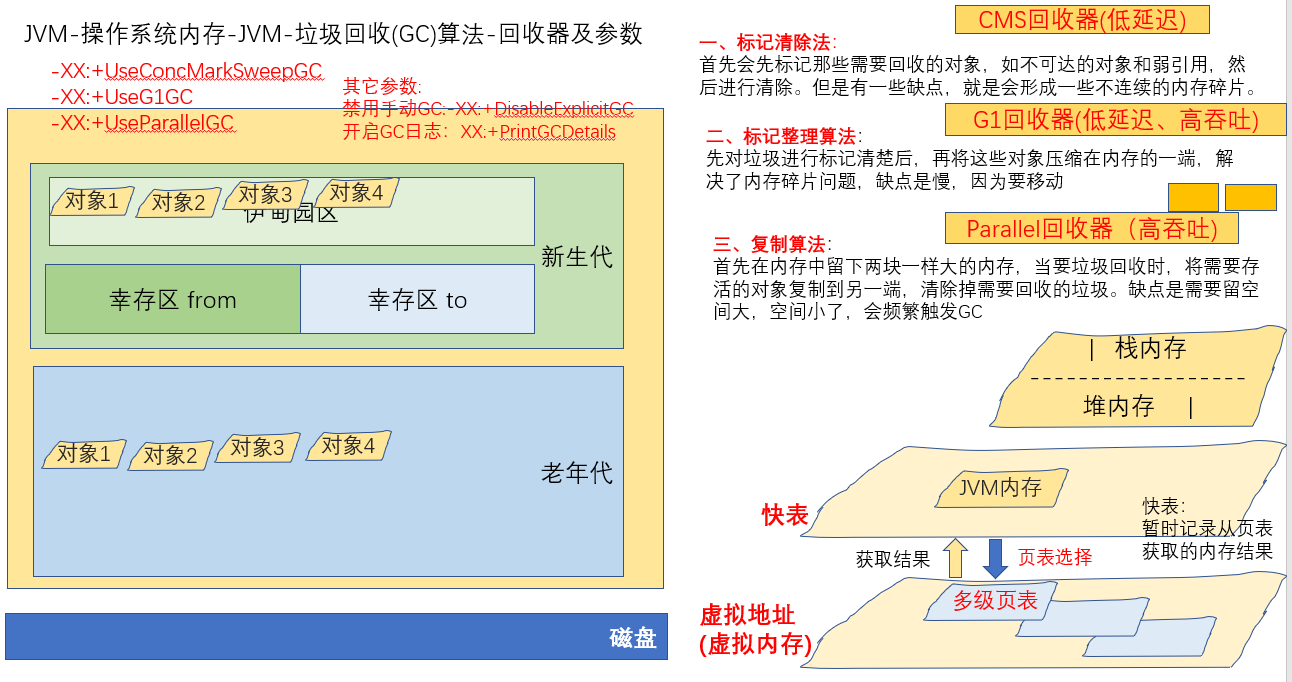 JVM-操作系统内存-JVM-垃圾回收(GC)算法-回收器及参数
-XX:+UseConcMarkSweepGC
-XX:+UseG1GC
-XX:+UseParallelGC
其它参数:
禁用手动GC:-XX:+DisableExplicitGC
开启GC日志：XX:+PrintGCDetails
对象1
对象2
对象3
对象4
伊甸园区
新生代
幸存区 from
幸存区 to
对象1
对象2
对象3
对象4
老年代
磁盘
CMS回收器(低延迟)
一、标记清除法:
首先会先标记那些需要回收的对象，如不可达的对象和弱引用，然
后进行清除。但是有一些缺点，就是会形成一些不连续的内存碎片。
G1回收器(低延迟、高吞吐)
二、标记整理算法:
先对垃圾进行标记清楚后，再将这些对象压缩在内存的一端，解
决了内存碎片问题，缺点是慢，因为要移动
Parallel回收器（高吞吐)
三、复制算法:
首先在内存中留下两块一样大的内存，当要垃圾回收时，将需要存
活的对象复制到另一端，清除掉需要回收的垃圾。缺点是需要留空
间大，空间小了，会频繁触发GC
| 栈内存
------------------
堆内存 |
JVM内存
快表
快表:
暂时记录从页表
获取的内存结果
获取结果
页表选择
多级页表
虚拟地址
(虚拟内存)